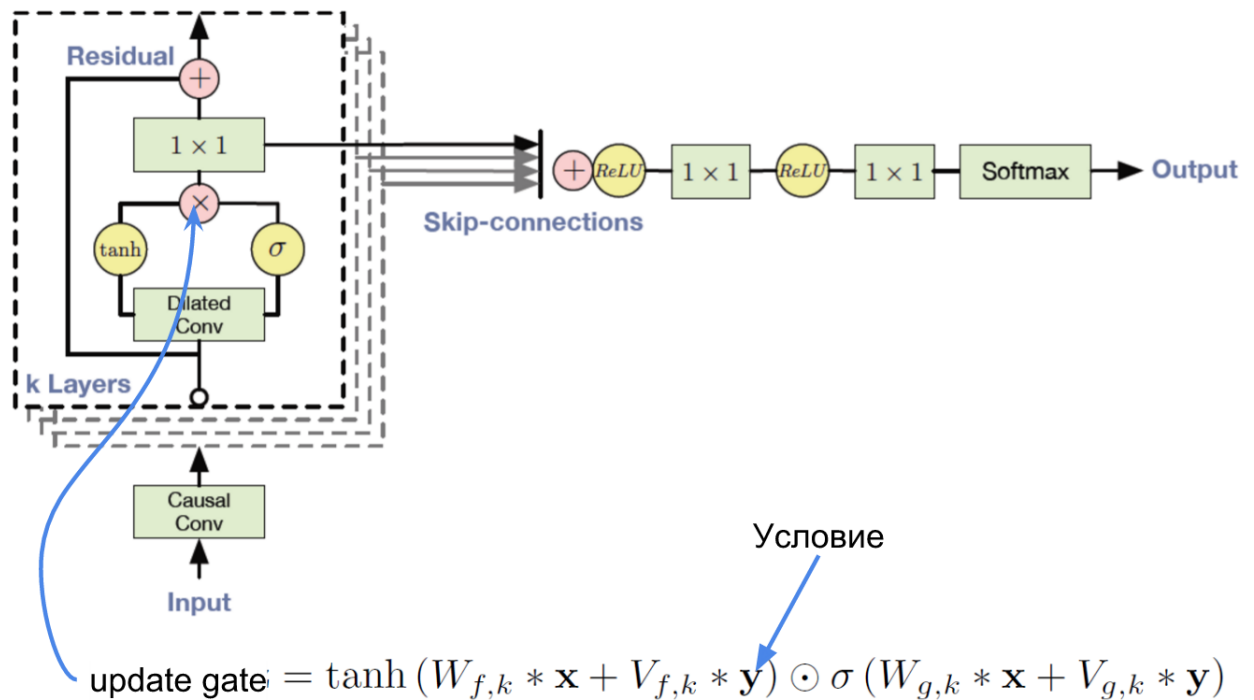 Residual
+
1 × 1
×
tanh
σ
Dilated
Conv
k Layers
Causal
Conv
Input
Skip-connections
+
ReLU
1 × 1
ReLU
1 × 1
Softmax
Output
Условие
update gate = tanh (W_{f,k} ∗ x + V_{f,k} ∗ y) ⊙ σ (W_{g,k} ∗ x + V_{g,k} ∗ y)